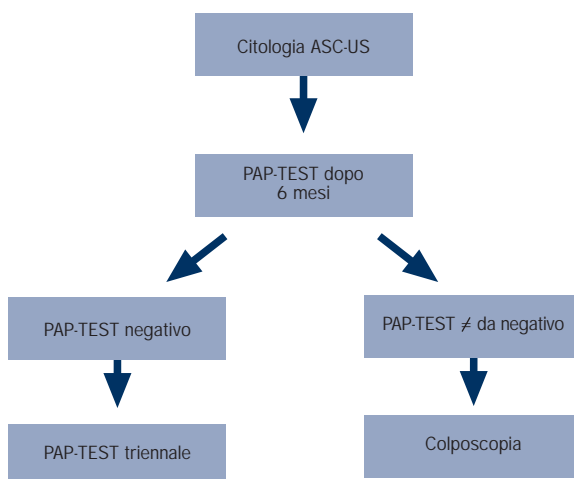 Citologia ASC-US
PAP-TEST dopo
6 mesi
PAP-TEST negativo
PAP-TEST ≠ da negativo
PAP-TEST triennale
Colposcopia